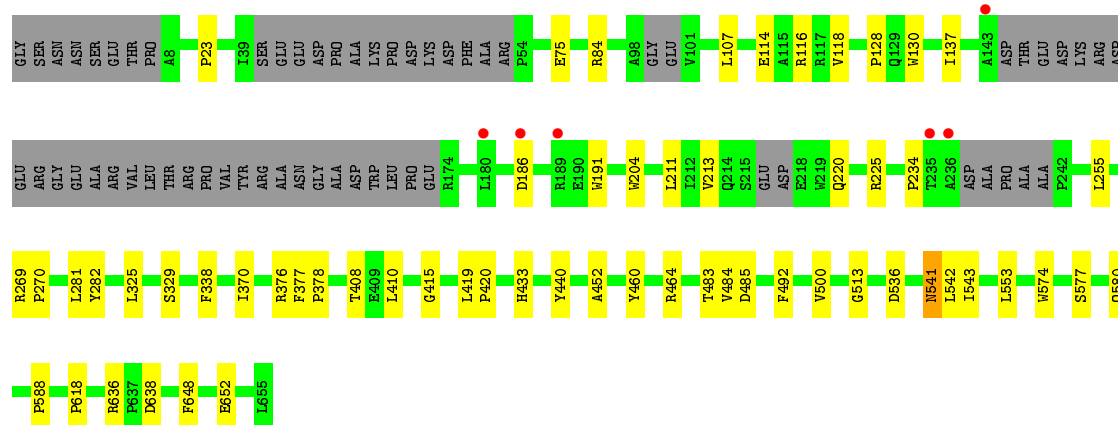 GLY SER ASN ASN SER GLU THR PRO A8 P23 I39 SER GLU GLU ASP PRO ALA LYS PRO ASP LYS ASP PHE ALA ARG P54 E75 R84 A98 GLY GLU V101 L107 E114 A115 R116 R117 V118 P128 Q129 W130 I137 A143 ASP THR GLU ASP LYS ARG ASP
GLU ARG GLY GLU ALA ARG VAL LEU THR ARG PRO VAL TYR ARG ALA ASN GLY ALA ASP TRP LEU PRO GLU R174 L180 D186 R189 E190 W191 W204 L211 I212 V213 Q214 S215 GLU ASP E218 W219 Q220 R225 P234 T235 A236 ASP ALA PRO ALA ALA P242 L255
R269 P270 L281 Y282 L325 S329 F338 I370 R376 F377 P378 T408 E409 L410 G415 L419 P420 H433 Y440 A452 Y460 R464 T483 V484 D485 F492 V500 G513 D536 N541 L542 I543 L553 W574 S577
P588 P618 R636 P637 D638 F648 E652 L655